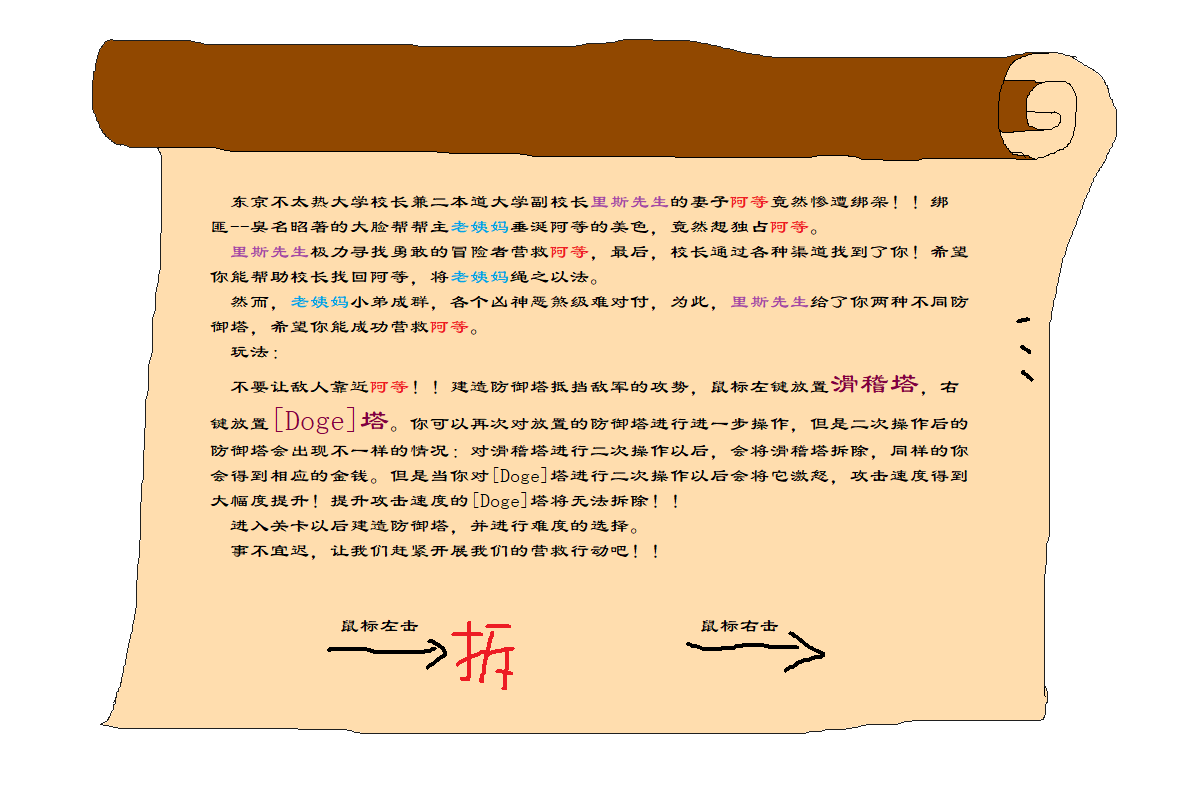 东京不太热大学校长兼二本道大学副校长里斯先生的妻子阿等竟然惨遭绑架！！绑
匪--臭名昭著的大脸帮帮主老姨妈垂涎阿等的美色，竟然想独占阿等。
里斯先生极力寻找勇敢的冒险者营救阿等，最后，校长通过各种渠道找到了你！希望
你能帮助校长找回阿等，将老姨妈绳之以法。
然而，老姨妈小弟成群，各个凶神恶煞级难对付，为此，里斯先生给了你两种不同防
御塔，希望你能成功营救阿等。
玩法：
不要让敌人靠近阿等！！建造防御塔抵挡敌军的攻势，鼠标左键放置滑稽塔，右
键放置[Doge]塔。你可以再次对放置的防御塔进行进一步操作，但是二次操作后的
防御塔会出现不一样的情况：对滑稽塔进行二次操作以后，会将滑稽塔拆除，同样的你
会得到相应的金钱。但是当你对[Doge]塔进行二次操作以后会将它激怒，攻击速度得到
大幅度提升！提升攻击速度的[Doge]塔将无法拆除！！
进入关卡以后建造防御塔，并进行难度的选择。
事不宜迟，让我们赶紧开展我们的营救行动吧！！
鼠标左击 拆 鼠标右击